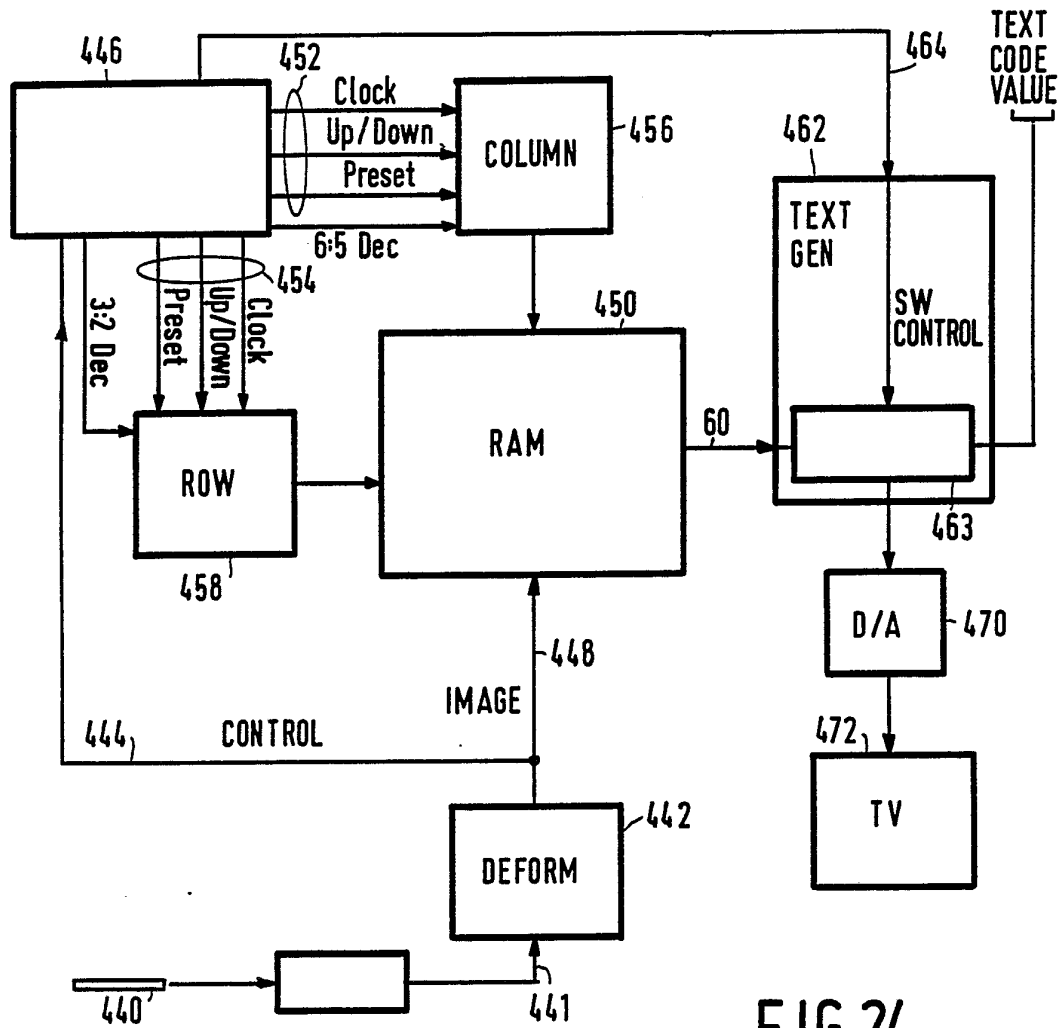 TEXT
CODE
VALUE
446
452
464
Clock
Up/Down
Preset
6:5 Dec
COLUMN
456
462
TEXT
GEN
SW
CONTROL
454
3:2 Dec
Preset
Up/Down
Clock
450
RAM
60
ROW
458
463
D/A
470
448
IMAGE
444
CONTROL
472
TV
442
DEFORM
440
441